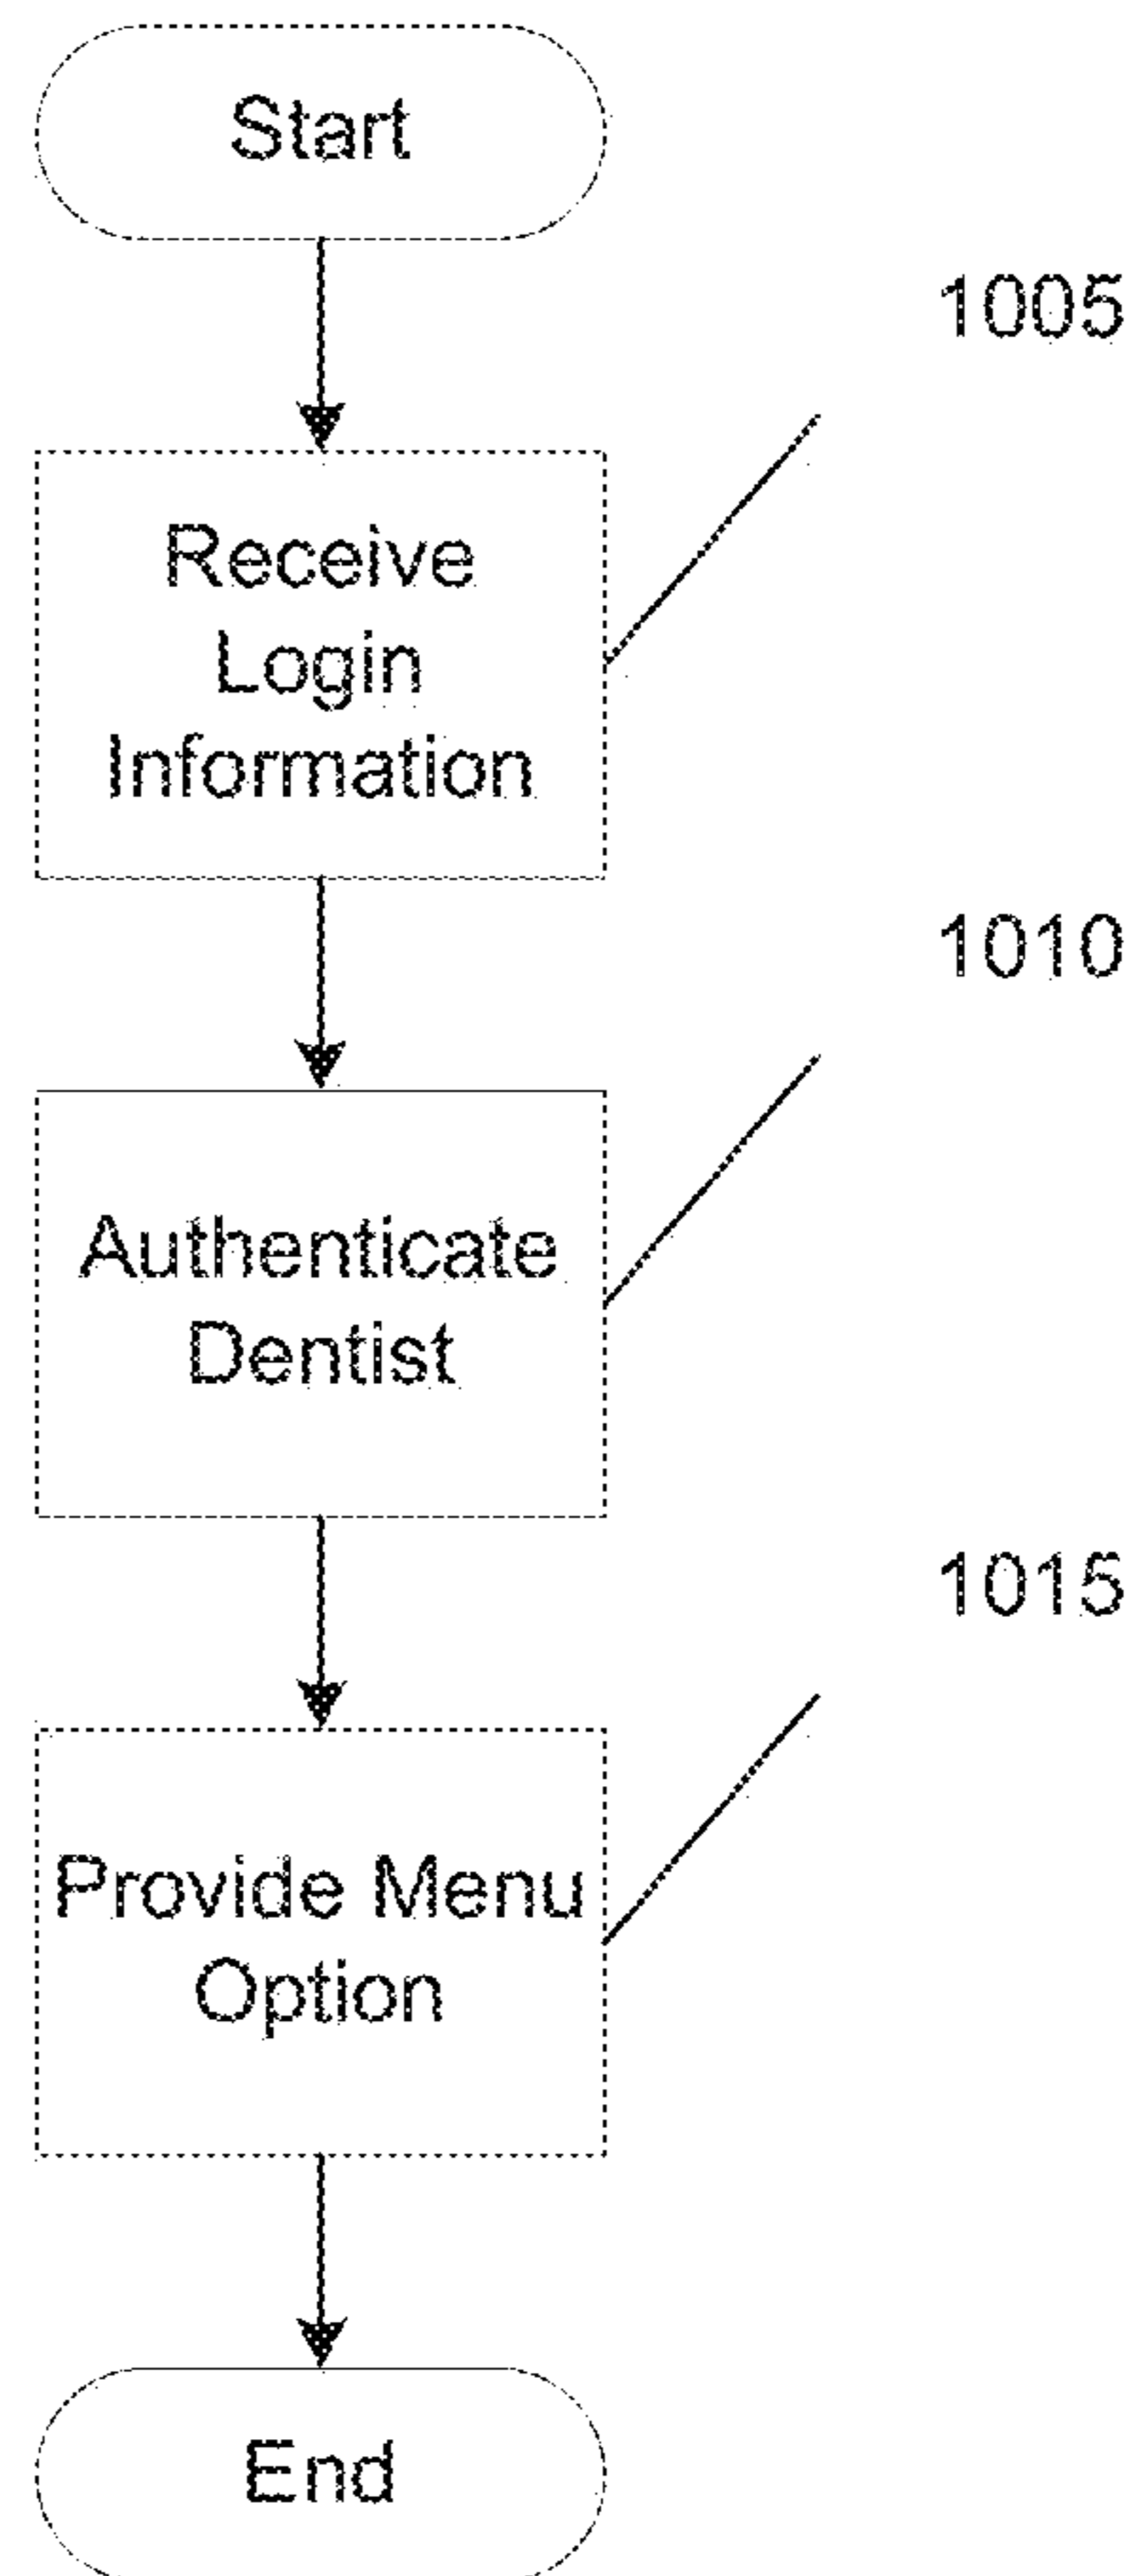 Start
1005
Receive
Login
Information
1010
Authenticate
Dentist
1015
Provide Menu
Option
End